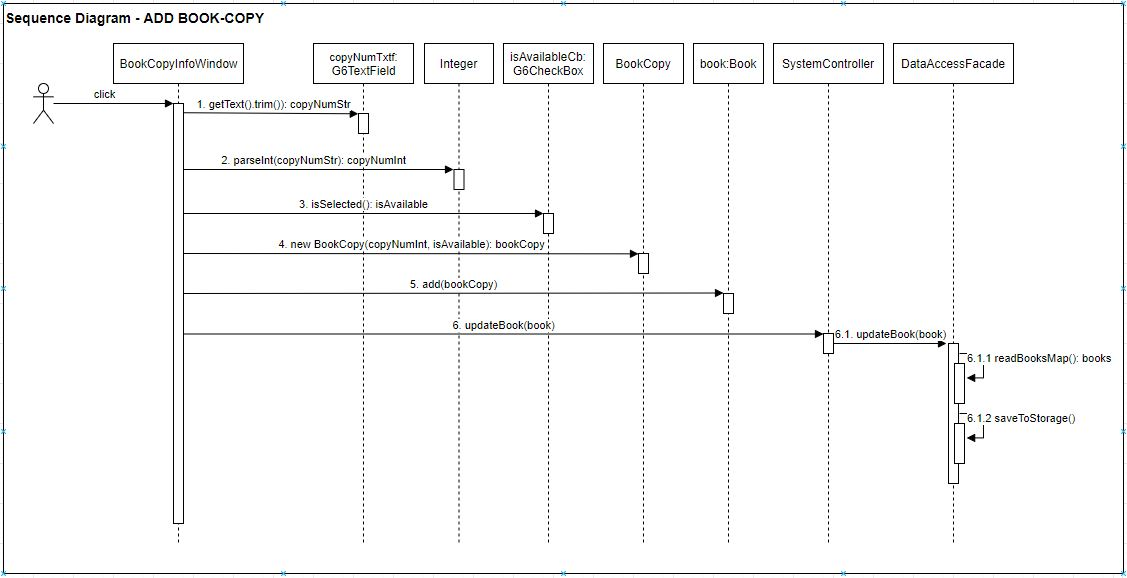 Sequence Diagram - ADD BOOK-COPY
BookCopyInfoWindow
copyNumTxtf:
G6TextField
Integer
isAvailableCb:
G6CheckBox
BookCopy
book:Book
SystemController
DataAccessFacade
click
1. getText().trim()): copyNumStr
2. parseInt(copyNumStr): copyNumInt
3. isSelected(): isAvailable
4. new BookCopy(copyNumInt, isAvailable): bookCopy
5. add(bookCopy)
6. updateBook(book)
6.1. updateBook(book)
6.1.1 readBooksMap(): books
6.1.2 saveToStorage()